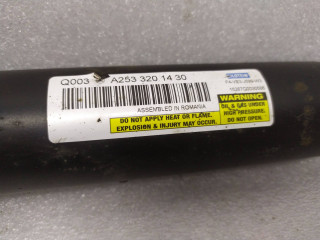 Q003 A253 320 14 30
ASSEMBLED IN ROMANIA
WARNING
OIL & GAS UNDER
HIGH PRESSURE.
DO NOT OPEN.
DO NOT APPLY HEAT OR FLAME.
EXPLOSION & INJURY MAY OCCUR.